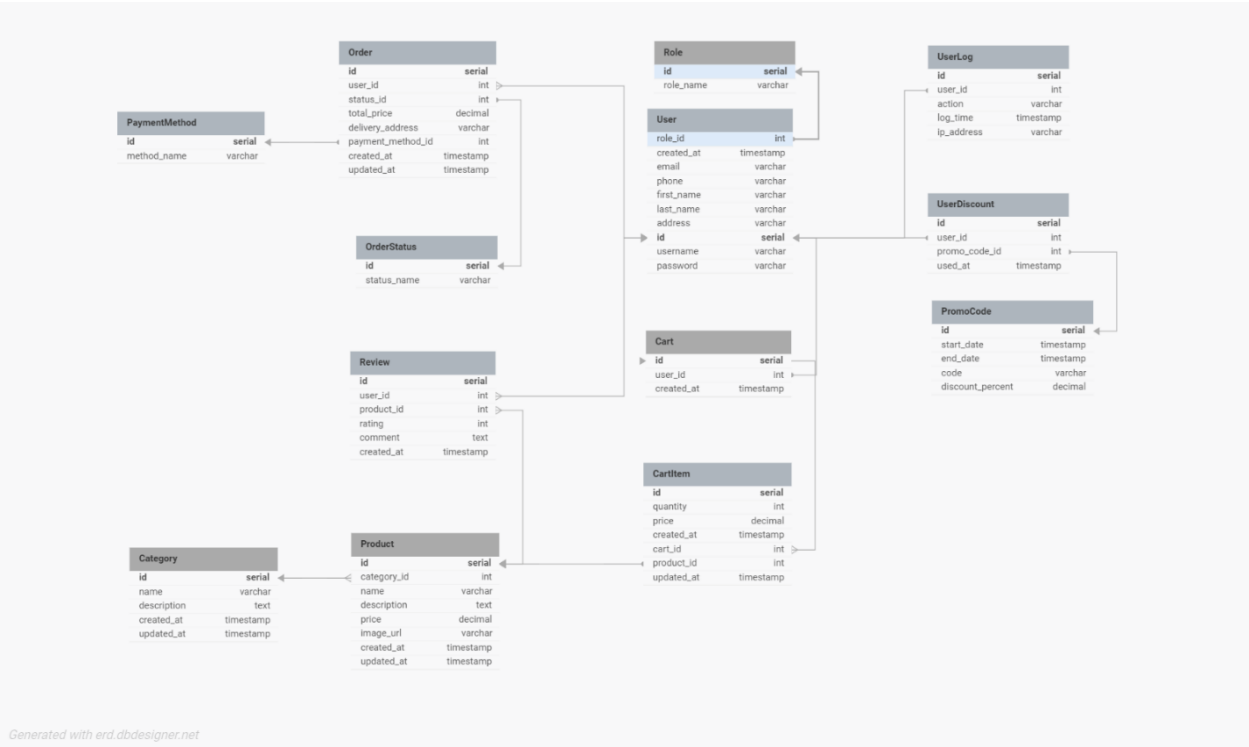 Order
id serial
user_id int
status_id int
total_price decimal
delivery_address varchar
payment_method_id int
created_at timestamp
updated_at timestamp
PaymentMethod
id serial
method_name varchar
OrderStatus
id serial
status_name varchar
Review
id serial
user_id int
product_id int
rating int
comment text
created_at timestamp
Category
id serial
name varchar
description text
created_at timestamp
updated_at timestamp
Product
id serial
category_id int
name varchar
description text
price decimal
image_url varchar
created_at timestamp
updated_at timestamp
Role
id serial
role_name varchar
User
role_id int
created_at timestamp
email varchar
phone varchar
first_name varchar
last_name varchar
address varchar
id serial
username varchar
password varchar
Cart
id serial
user_id int
created_at timestamp
CartItem
id serial
quantity int
price decimal
created_at timestamp
cart_id int
product_id int
updated_at timestamp
UserLog
id serial
user_id int
action varchar
log_time timestamp
ip_address varchar
UserDiscount
id serial
user_id int
promo_code_id int
used_at timestamp
PromoCode
id serial
start_date timestamp
end_date timestamp
code varchar
discount_percent decimal
Generated with erd.dbdesigner.net